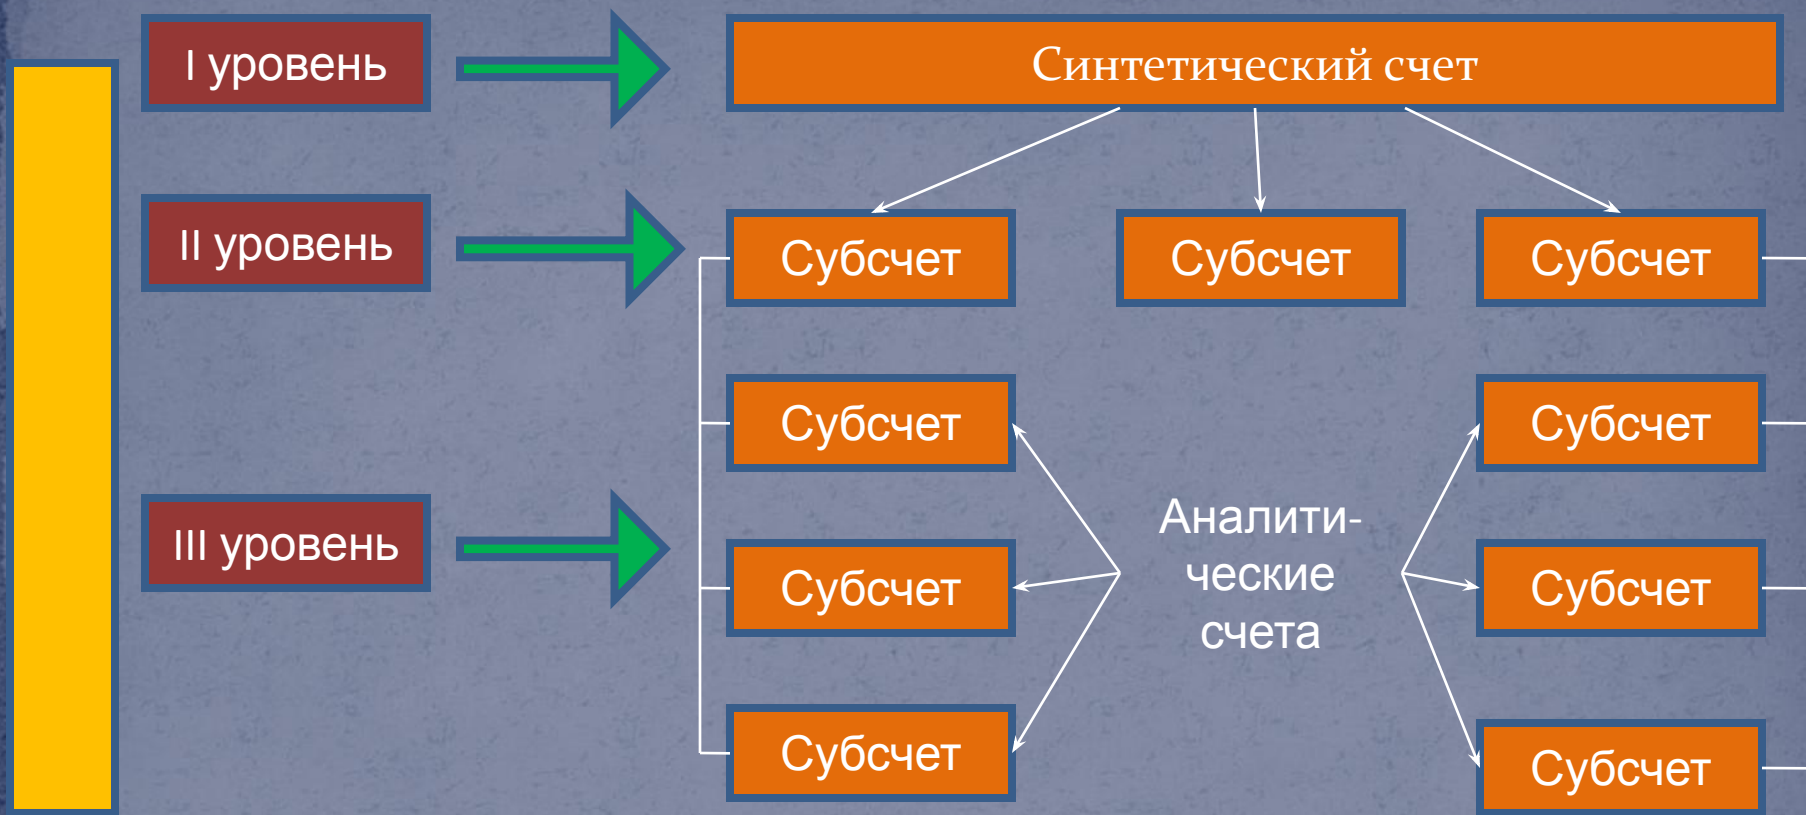 I уровень
Синтетический счет
II уровень
Субсчет
Субсчет
Субсчет
Субсчет
Субсчет
III уровень
Аналити-
ческие
счета
Субсчет
Субсчет
Субсчет
Субсчет